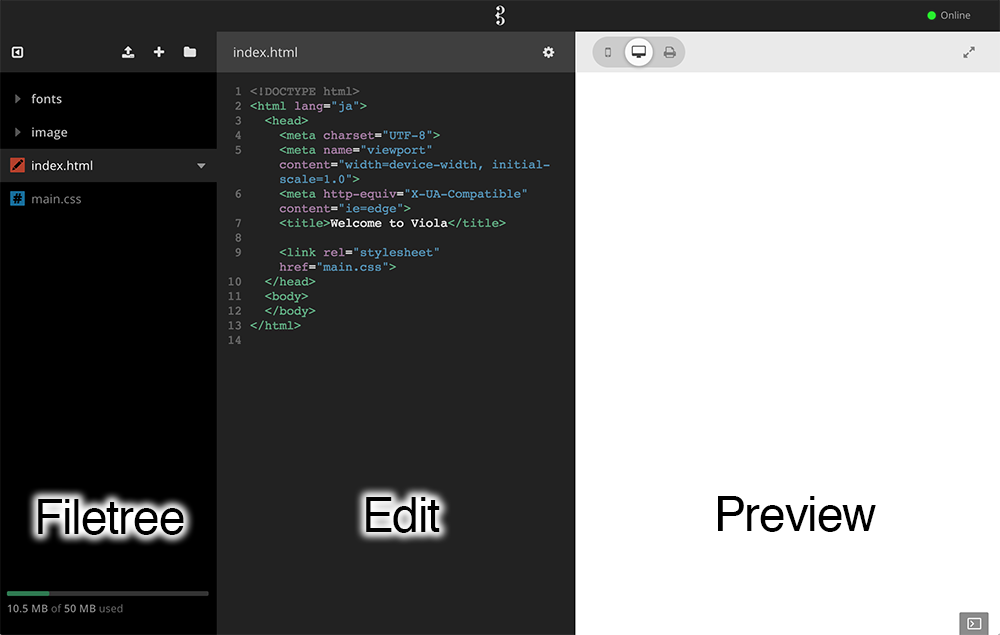 Online
index.html
fonts
image
index.html
main.css
1 <!DOCTYPE html>
2 <html lang="ja">
3 <head>
4 <meta charset="UTF-8">
5 <meta name="viewport"
content="width=device-width, initial-
scale=1.0">
6 <meta http-equiv="X-UA-Compatible"
content="ie=edge">
7 <title>Welcome to Viola</title>
8
9 <link rel="stylesheet"
href="main.css">
10 </head>
11 <body>
12 </body>
13 </html>
14
Filetree
Edit
Preview
10.5 MB of 50 MB used